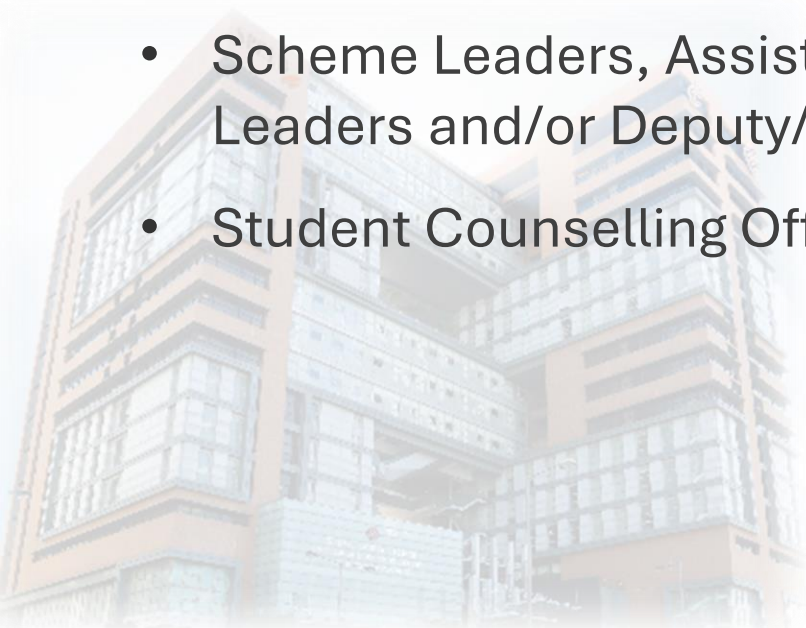 • Scheme Leaders, Assist
Leaders and/or Deputy/
• Student Counselling Off